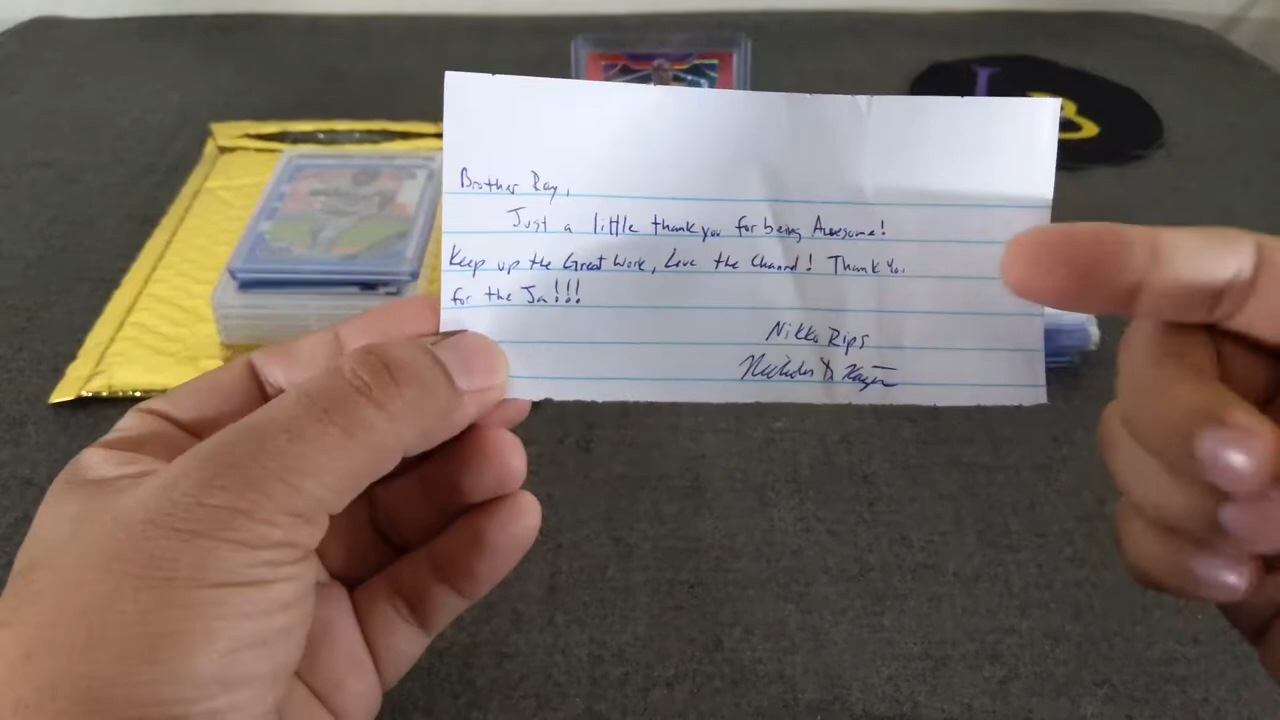 Brother Ray,
Just a little thank you for being Awesome!
Keep up the Great Work, Love the Channel! Thank You
for the Ja!!!
Nikko Rips
B